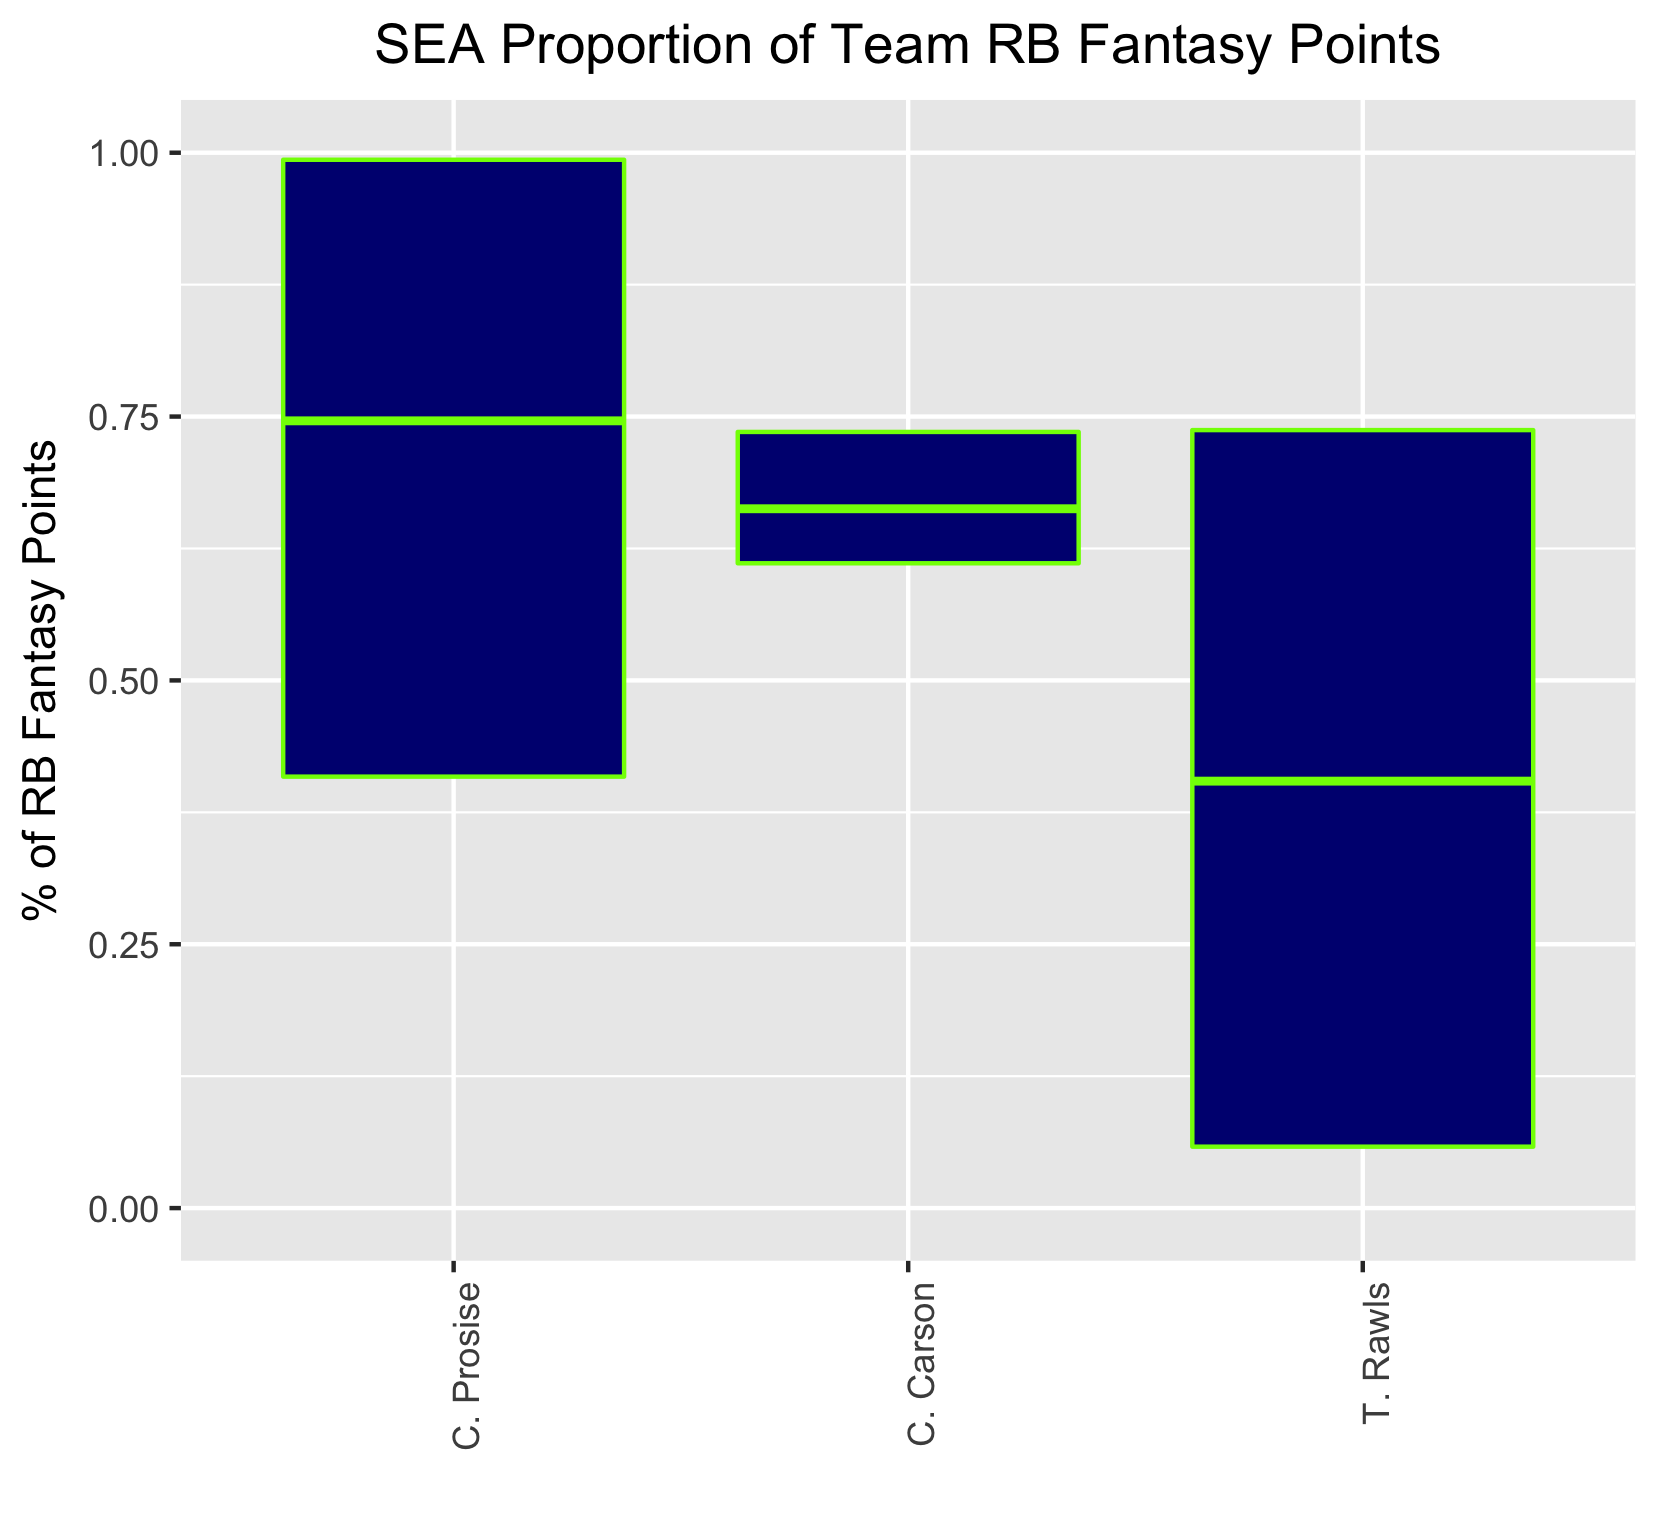 SEA Proportion of Team RB Fantasy Points
% of RB Fantasy Points
1.00
0.75
0.50
0.25
0.00
C. Prosise
C. Carson
T. Rawls